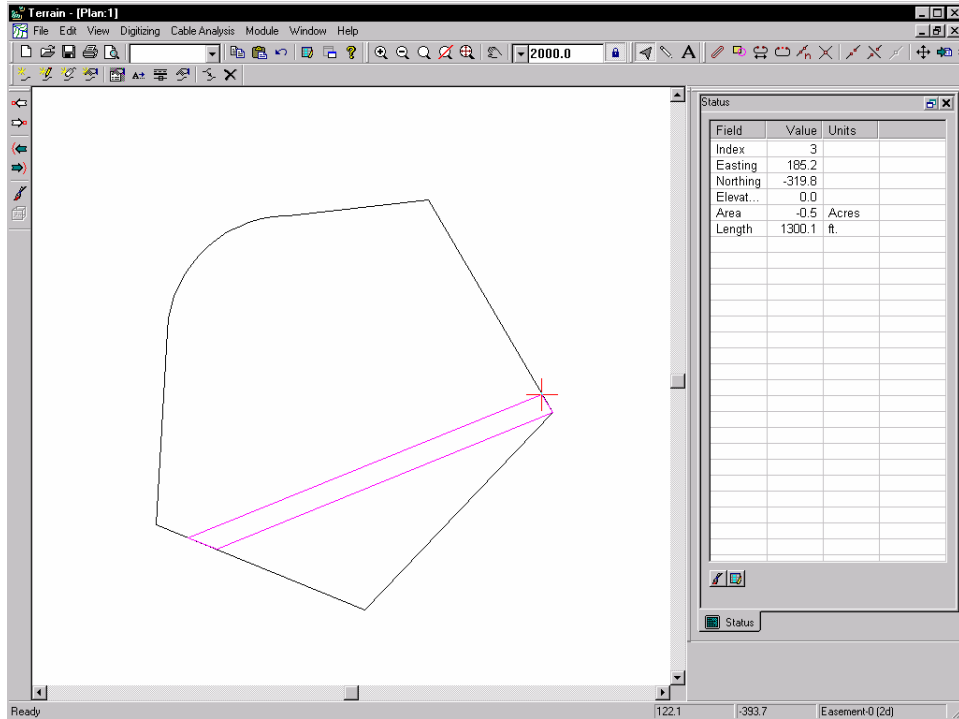 Terrain - [Plan:1]
File Edit View Digitizing Cable Analysis Module Window Help
2000.0 A
A±
Status
Field Value Units
Index 3
Easting 185.2
Northing -319.8
Elevat... 0.0
Area -0.5 Acres
Length 1300.1 ft.
Status
Ready 122.1 -393.7 Easement-0 (2d)